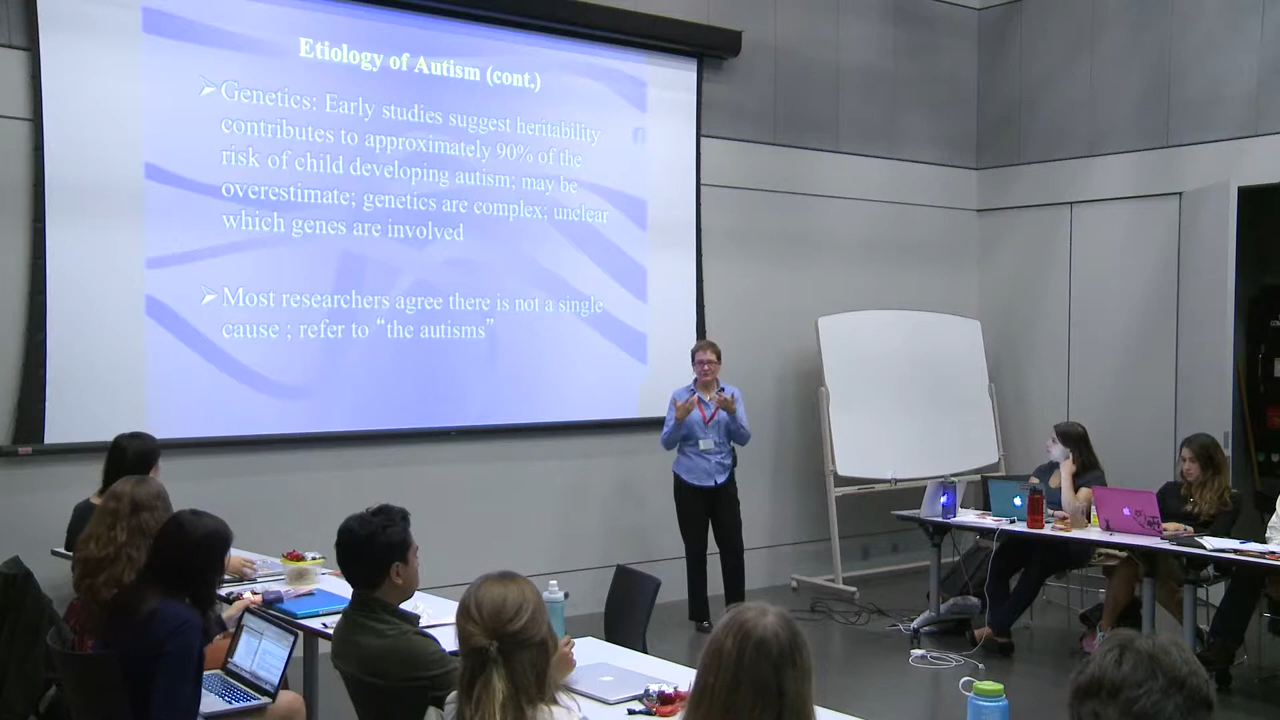 Etiology of Autism (cont.)
Genetics: Early studies suggest heritability
contributes to approximately 90% of the
risk of child developing autism; may be
overestimate; genetics are complex; unclear
which genes are involved
Most researchers agree there is not a single
cause ; refer to “the autisms”